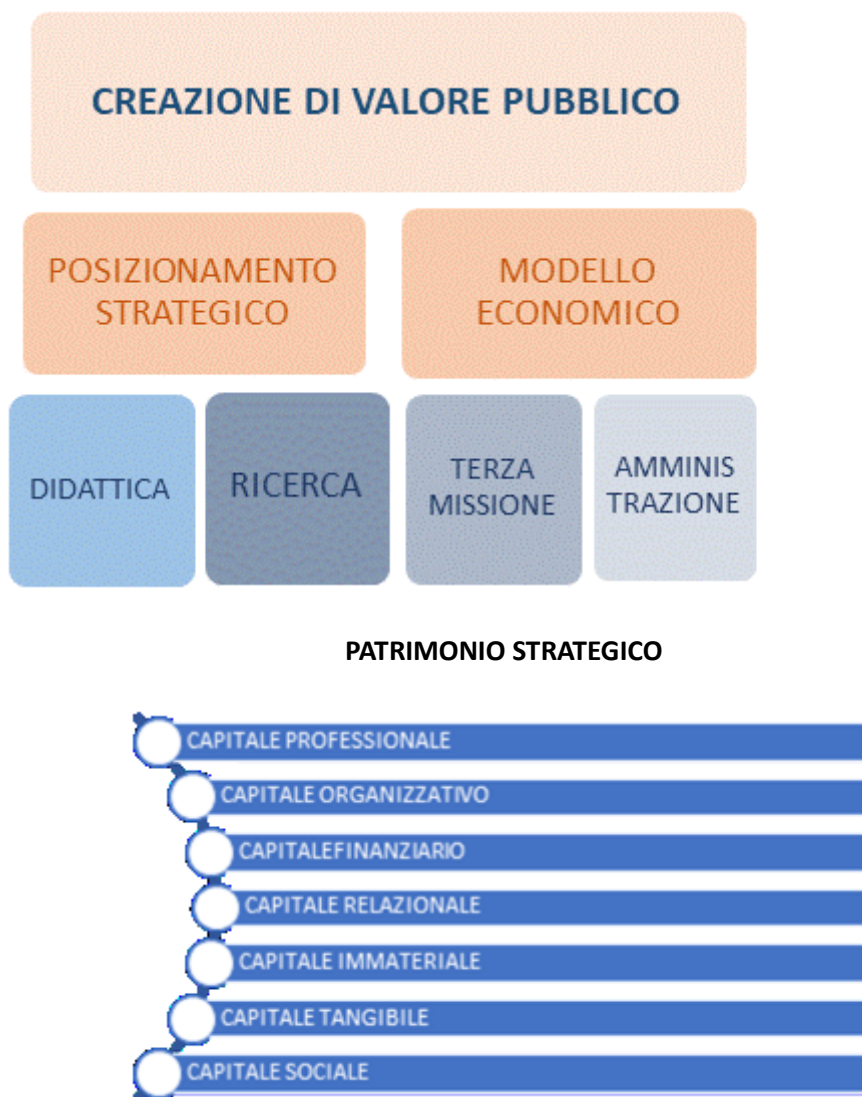 CREAZIONE DI VALORE PUBBLICO
POSIZIONAMENTO
STRATEGICO
MODELLO
ECONOMICO
DIDATTICA
RICERCA
TERZA
MISSIONE
AMMINIS
TRAZIONE
PATRIMONIO STRATEGICO
CAPITALE PROFESSIONALE
CAPITALE ORGANIZZATIVO
CAPITALEFINANZIARIO
CAPITALE RELAZIONALE
CAPITALE IMMATERIALE
CAPITALE TANGIBILE
CAPITALE SOCIALE